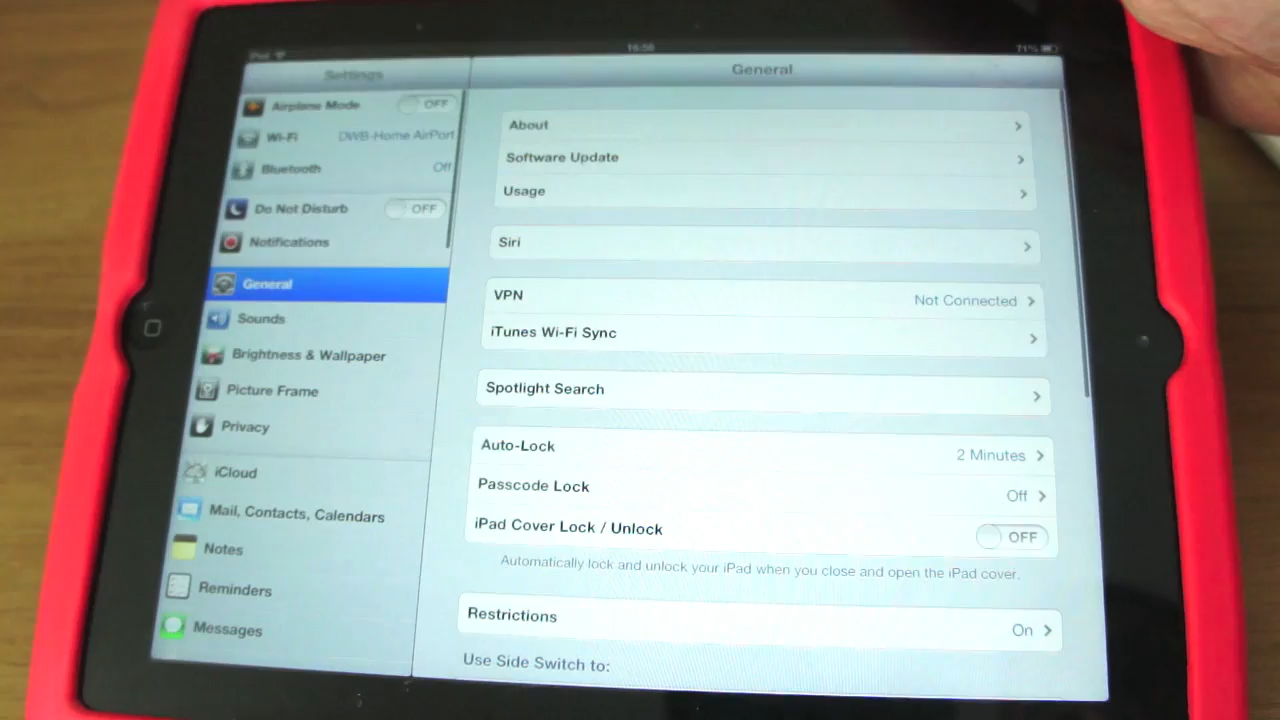 iPad 16:58 71%
Settings
Airplane Mode OFF
Wi-Fi DWB-Home AirPort
Bluetooth Off
Do Not Disturb OFF
Notifications
General
Sounds
Brightness & Wallpaper
Picture Frame
Privacy
iCloud
Mail, Contacts, Calendars
Notes
Reminders
Messages
General
About
Software Update
Usage
Siri
VPN Not Connected
iTunes Wi-Fi Sync
Spotlight Search
Auto-Lock 2 Minutes
Passcode Lock Off
iPad Cover Lock / Unlock OFF
Automatically lock and unlock your iPad when you close and open the iPad cover.
Restrictions On
Use Side Switch to: